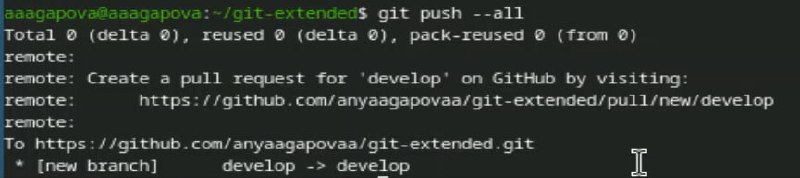 aaagapova@aaagapova:~/git-extended$ git push --all
Total 0 (delta 0), reused 0 (delta 0), pack-reused 0 (from 0)
remote:
remote: Create a pull request for 'develop' on GitHub by visiting:
remote:      https://github.com/anyaagapovaa/git-extended/pull/new/develop
remote:
To https://github.com/anyaagapovaa/git-extended.git
 * [new branch]      develop -> develop